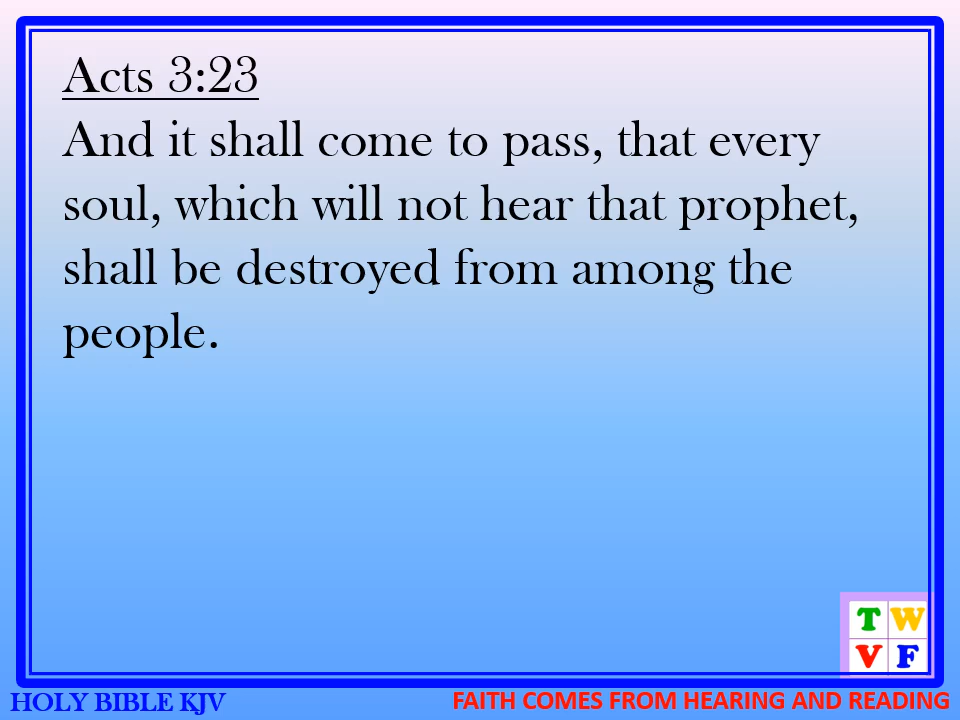 Acts 3:23
And it shall come to pass, that every
soul, which will not hear that prophet,
shall be destroyed from among the
people.
T W
V F
HOLY BIBLE KJV
FAITH COMES FROM HEARING AND READING